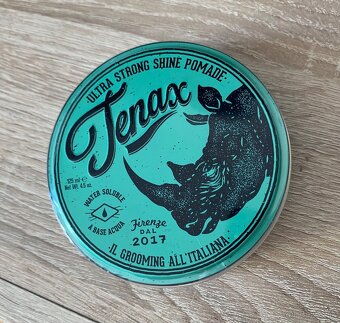 · ULTRA STRONG SHINE POMADE ·
Tenax
125 ml ℮
Net Wt. 4.5 oz.
WATER SOLUBLE
A BASE ACQUA
Firenze
DAL
2017
· IL GROOMING ALL'ITALIANA ·